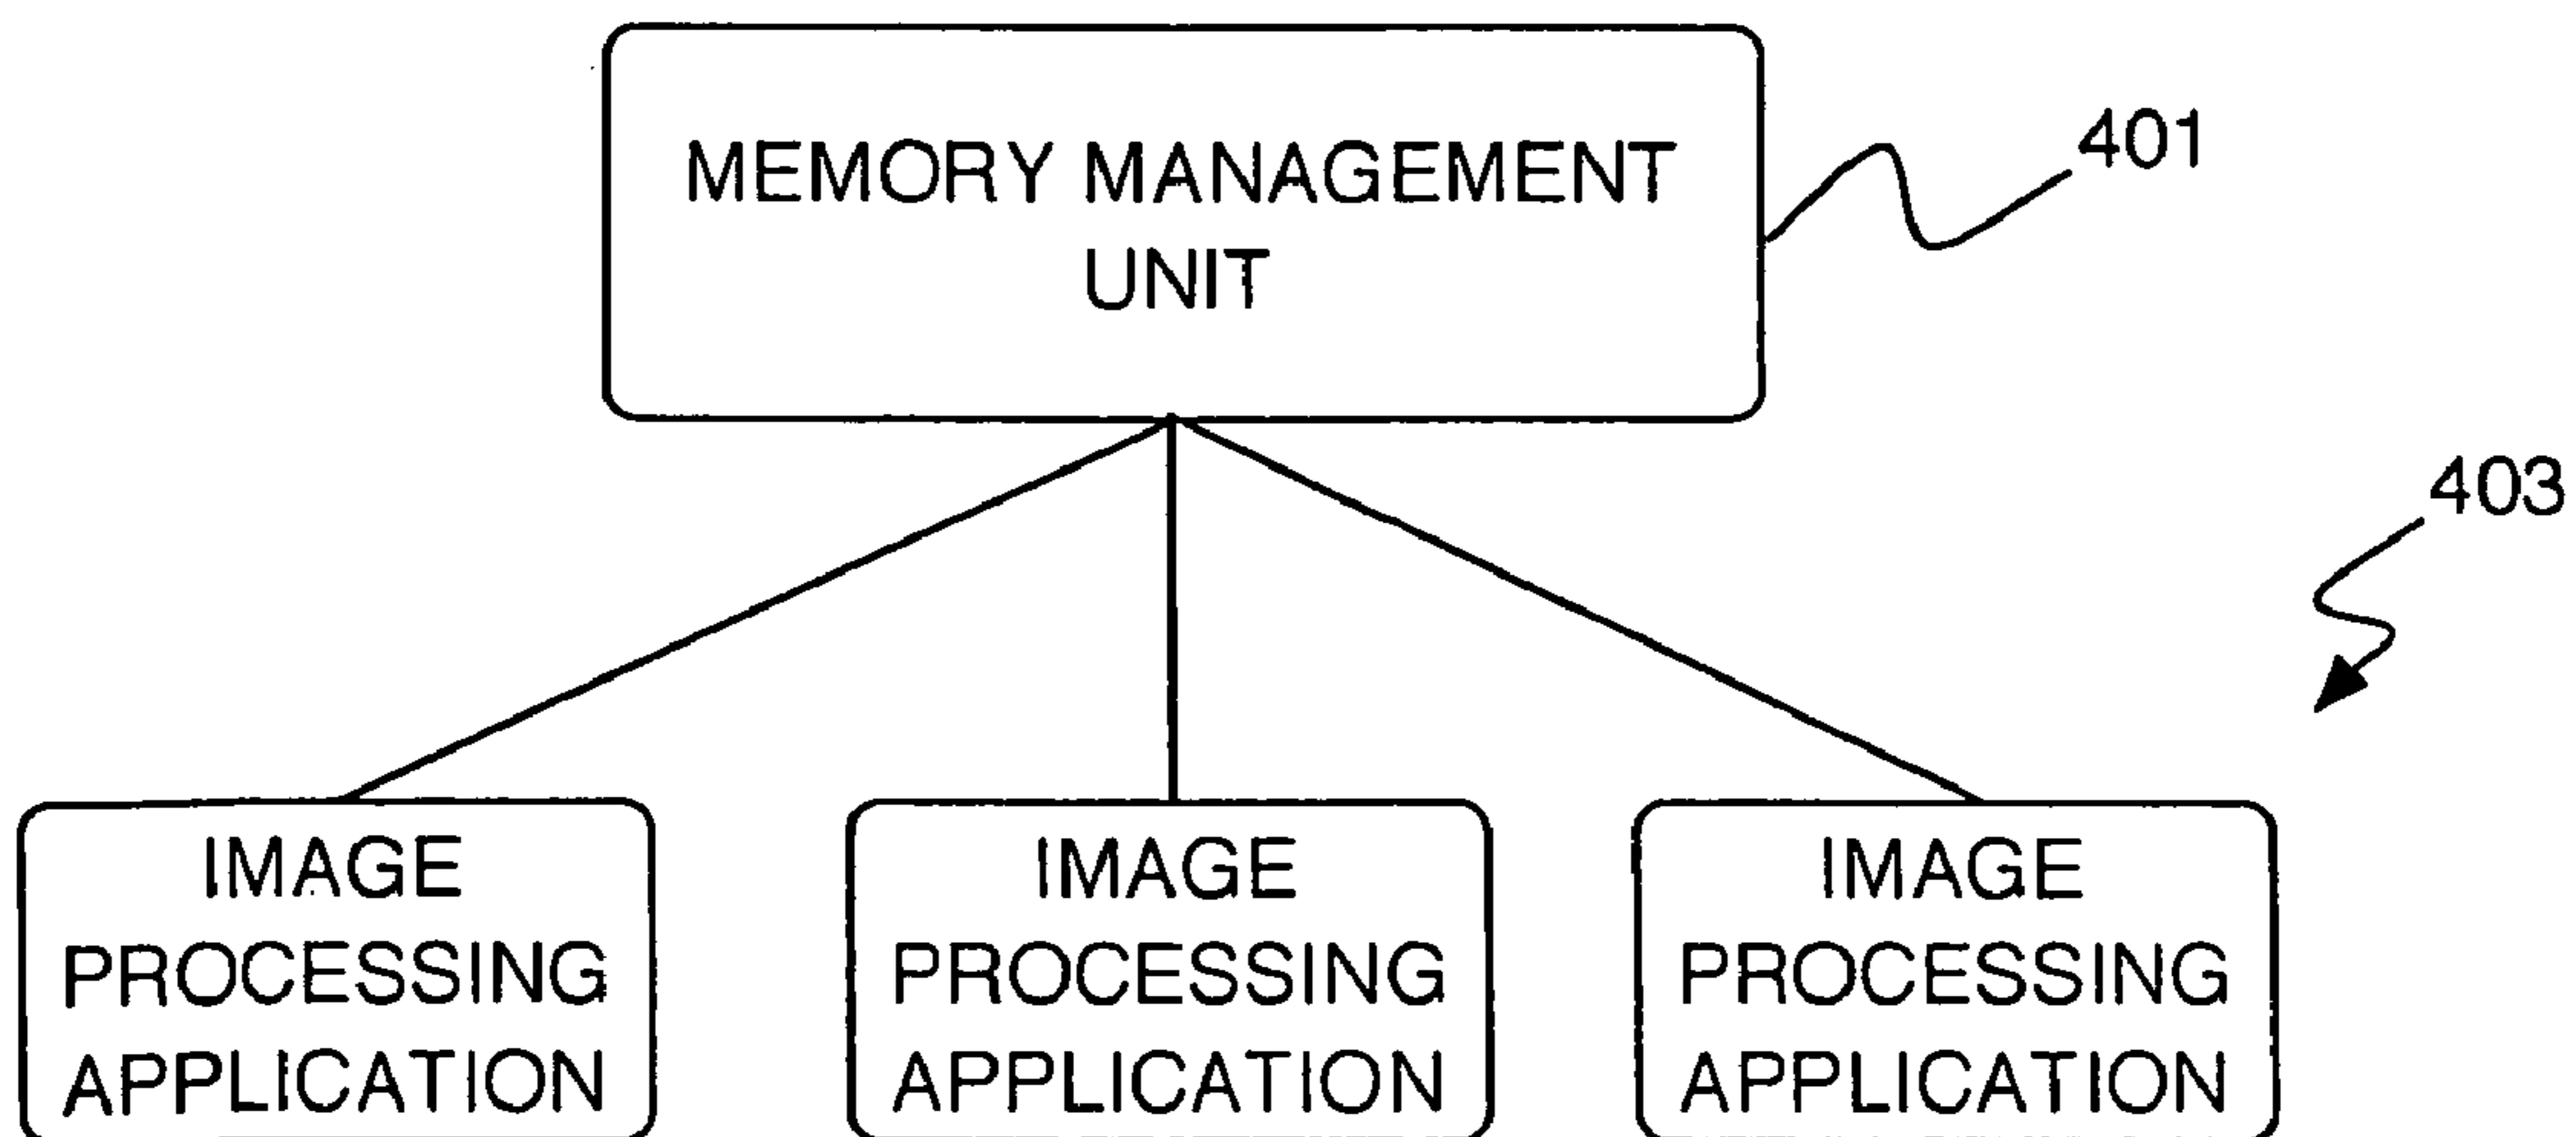 MEMORY MANAGEMENT
UNIT
401
403
IMAGE
PROCESSING
APPLICATION
IMAGE
PROCESSING
APPLICATION
IMAGE
PROCESSING
APPLICATION